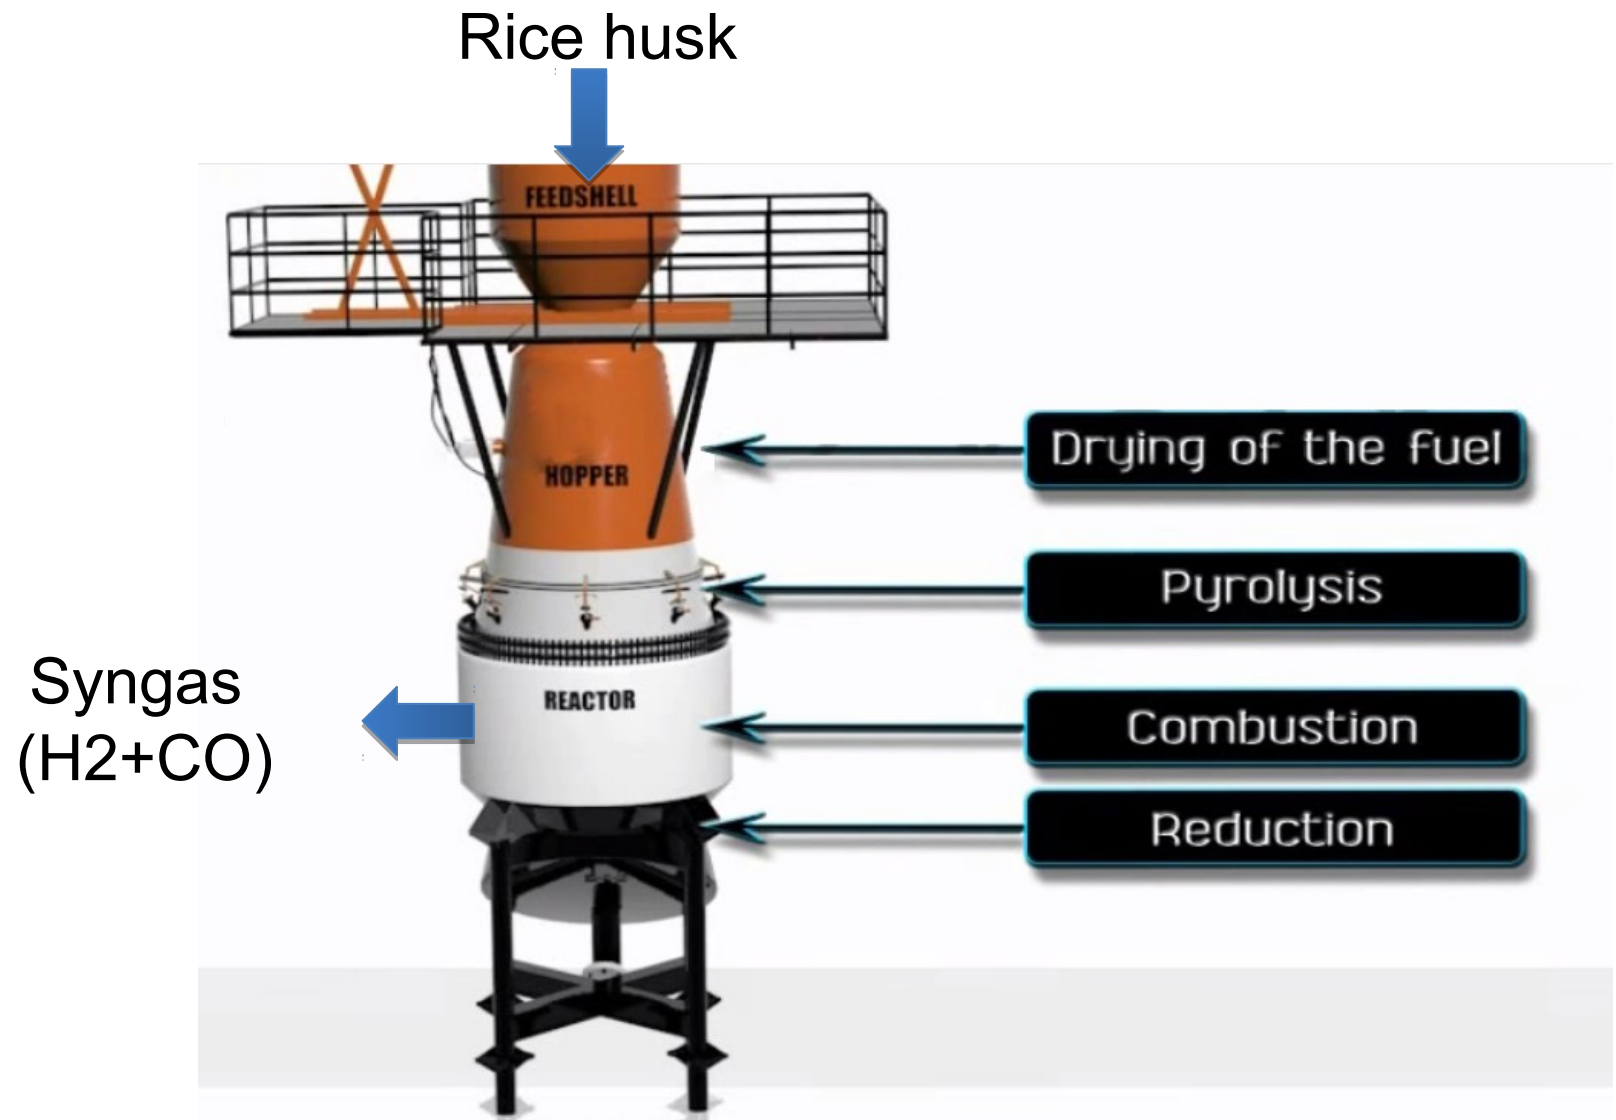 Rice husk
FEEDSHELL
Drying of the fuel
HOPPER
Pyrolysis
Syngas
(H2+CO)
REACTOR
Combustion
Reduction